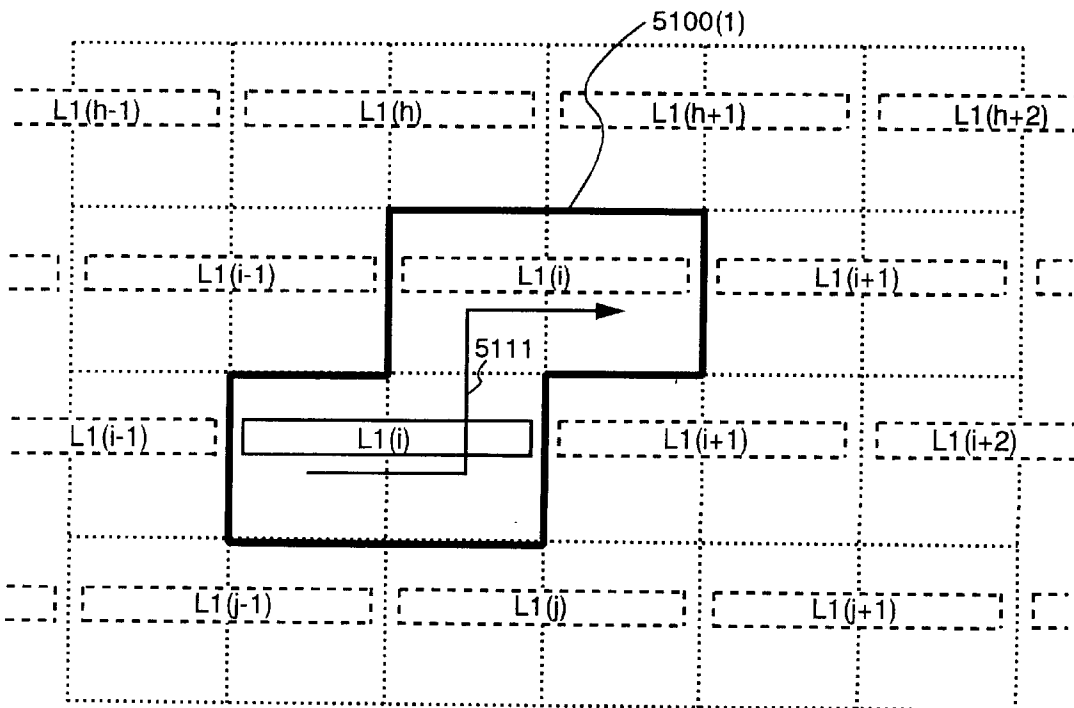 5100(1)
L1(h-1) L1(h) L1(h+1) L1(h+2)
L1(i-1) L1(i) L1(i+1)
5111
L1(i-1) L1(i) L1(i+1) L1(i+2)
L1(j-1) L1(j) L1(j+1)